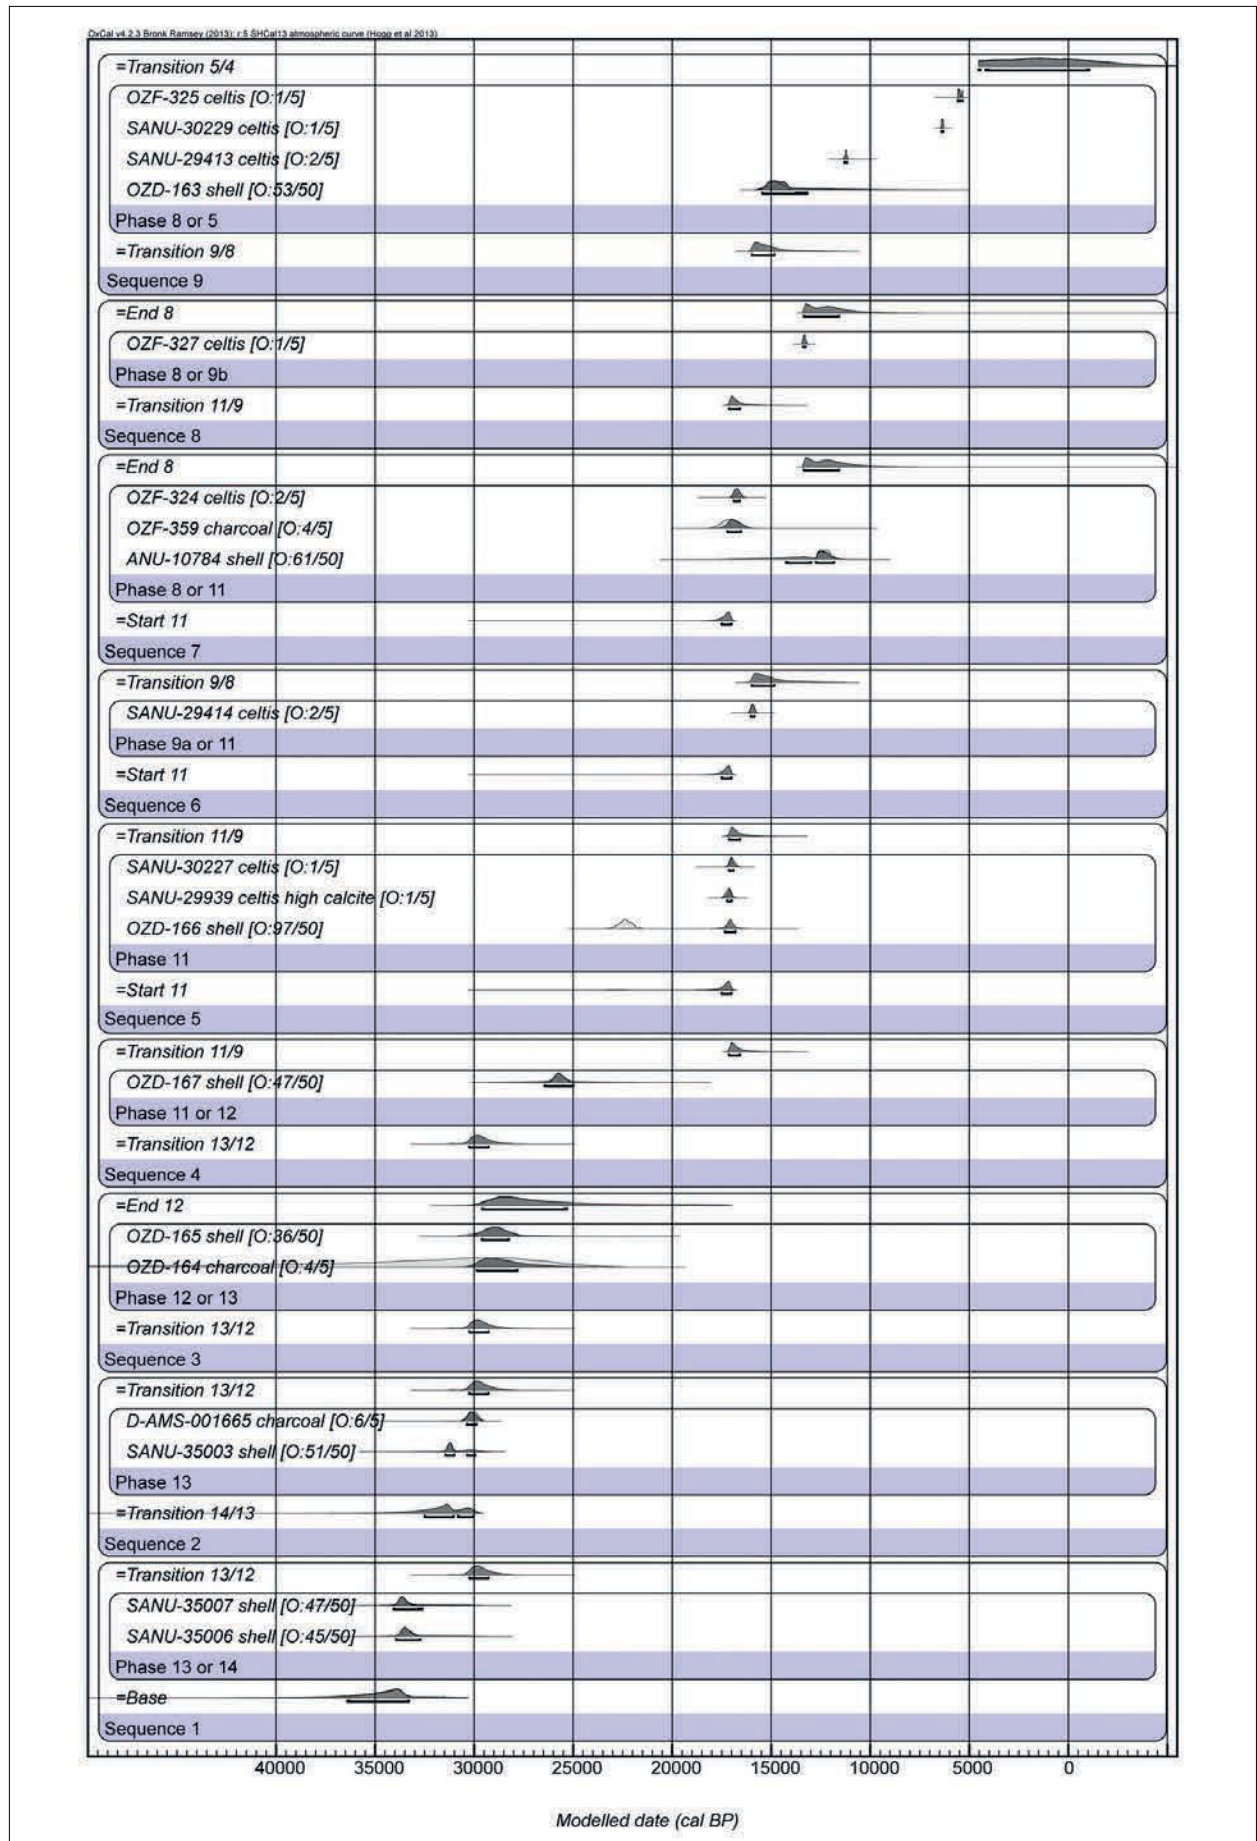 OxCal v4.2.3 Bronk Ramsey (2013); r:5 SHCal13 atmospheric curve (Hogg et al 2013)
=Transition 5/4
OZF-325 celtis [O:1/5]
SANU-30229 celtis [O:1/5]
SANU-29413 celtis [O:2/5]
OZD-163 shell [O:53/50]
Phase 8 or 5
=Transition 9/8
Sequence 9
=End 8
OZF-327 celtis [O:1/5]
Phase 8 or 9b
=Transition 11/9
Sequence 8
=End 8
OZF-324 celtis [O:2/5]
OZF-359 charcoal [O:4/5]
ANU-10784 shell [O:61/50]
Phase 8 or 11
=Start 11
Sequence 7
=Transition 9/8
SANU-29414 celtis [O:2/5]
Phase 9a or 11
=Start 11
Sequence 6
=Transition 11/9
SANU-30227 celtis [O:1/5]
SANU-29939 celtis high calcite [O:1/5]
OZD-166 shell [O:97/50]
Phase 11
=Start 11
Sequence 5
=Transition 11/9
OZD-167 shell [O:47/50]
Phase 11 or 12
=Transition 13/12
Sequence 4
=End 12
OZD-165 shell [O:36/50]
OZD-164 charcoal [O:4/5]
Phase 12 or 13
=Transition 13/12
Sequence 3
=Transition 13/12
D-AMS-001665 charcoal [O:6/5]
SANU-35003 shell [O:51/50]
Phase 13
=Transition 14/13
Sequence 2
=Transition 13/12
SANU-35007 shell [O:47/50]
SANU-35006 shell [O:45/50]
Phase 13 or 14
=Base
Sequence 1
40000 35000 30000 25000 20000 15000 10000 5000 0
Modelled date (cal BP)